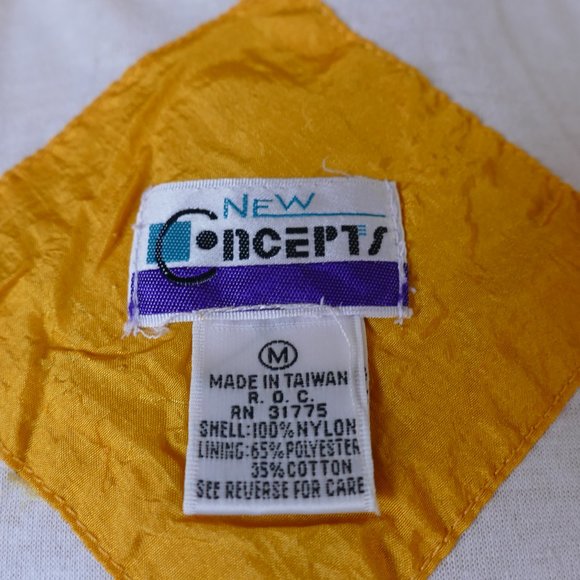 NEW
CONCEPTS
M
MADE IN TAIWAN
R. O. C.
RN 31775
SHELL:100%NYLON
LINING:65%POLYESTER
35%COTTON
SEE REVERSE FOR CARE